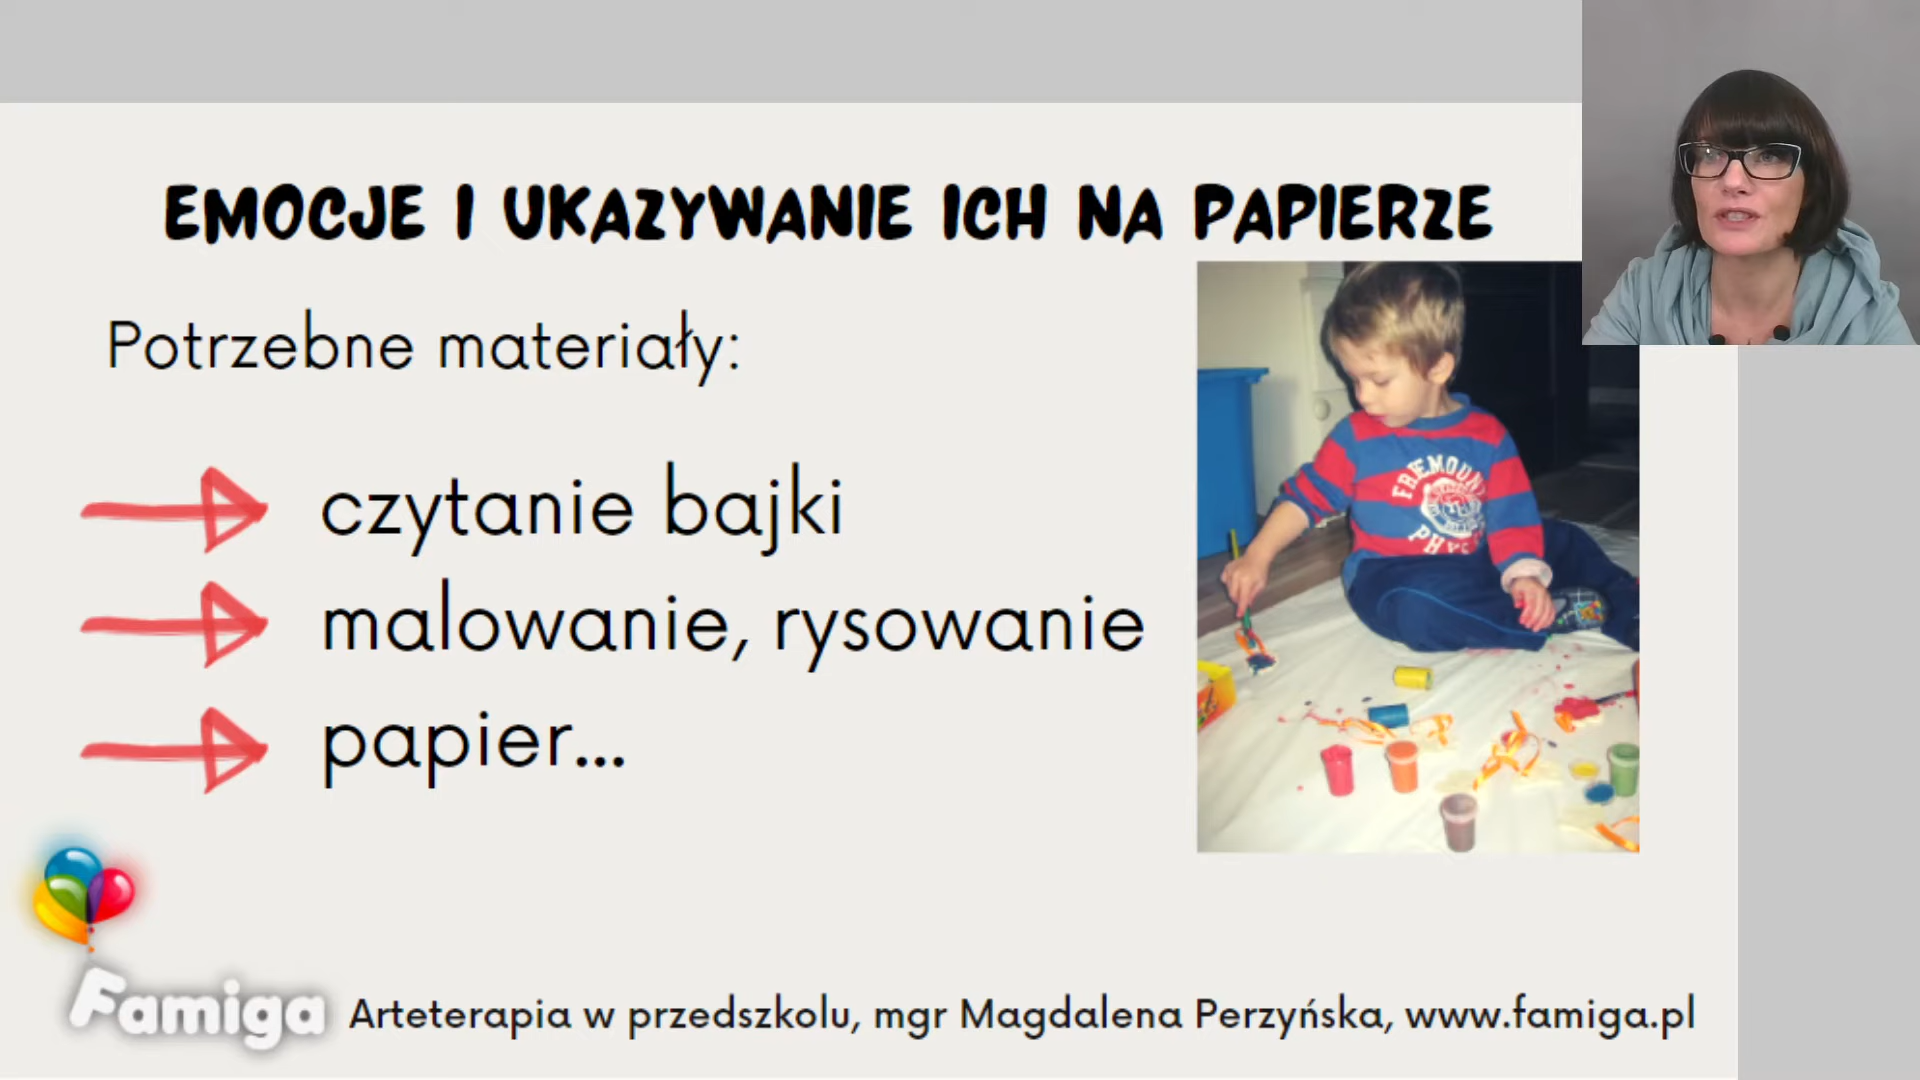 EMOCJE I UKAZYWANIE ICH NA PAPIERZE
Potrzebne materiały:
czytanie bajki
malowanie, rysowanie
papier...
Famiga
Arteterapia w przedszkolu, mgr Magdalena Perzyńska, www.famiga.pl